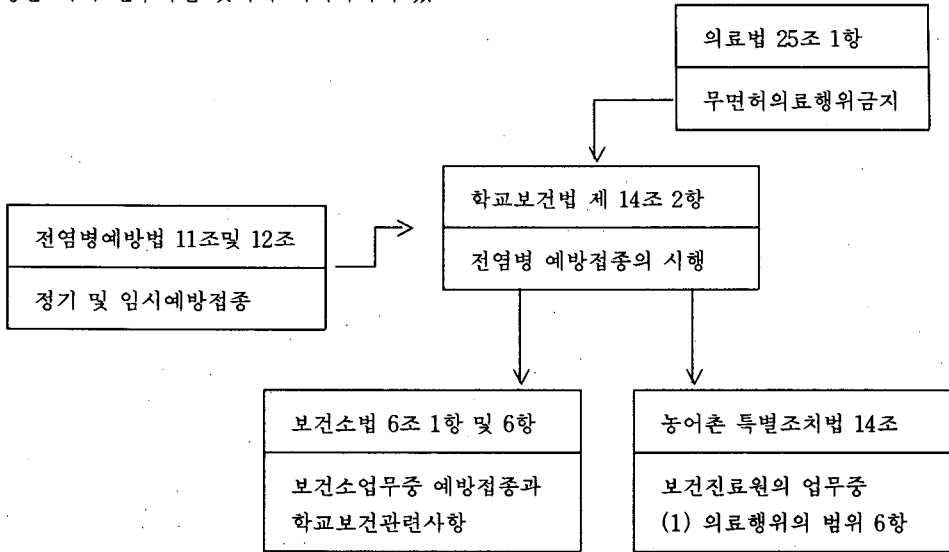 의료법 25조 1항
무면허의료행위금지
학교보건법 제 14조 2항
전염병 예방접종의 시행
전염병예방법 11조및 12조
정기 및 임시예방접종
보건소법 6조 1항 및 6항
보건소업무중 예방접종과
학교보건관련사항
농어촌 특별조치법 14조
보건진료원의 업무중
(1) 의료행위의 범위 6항